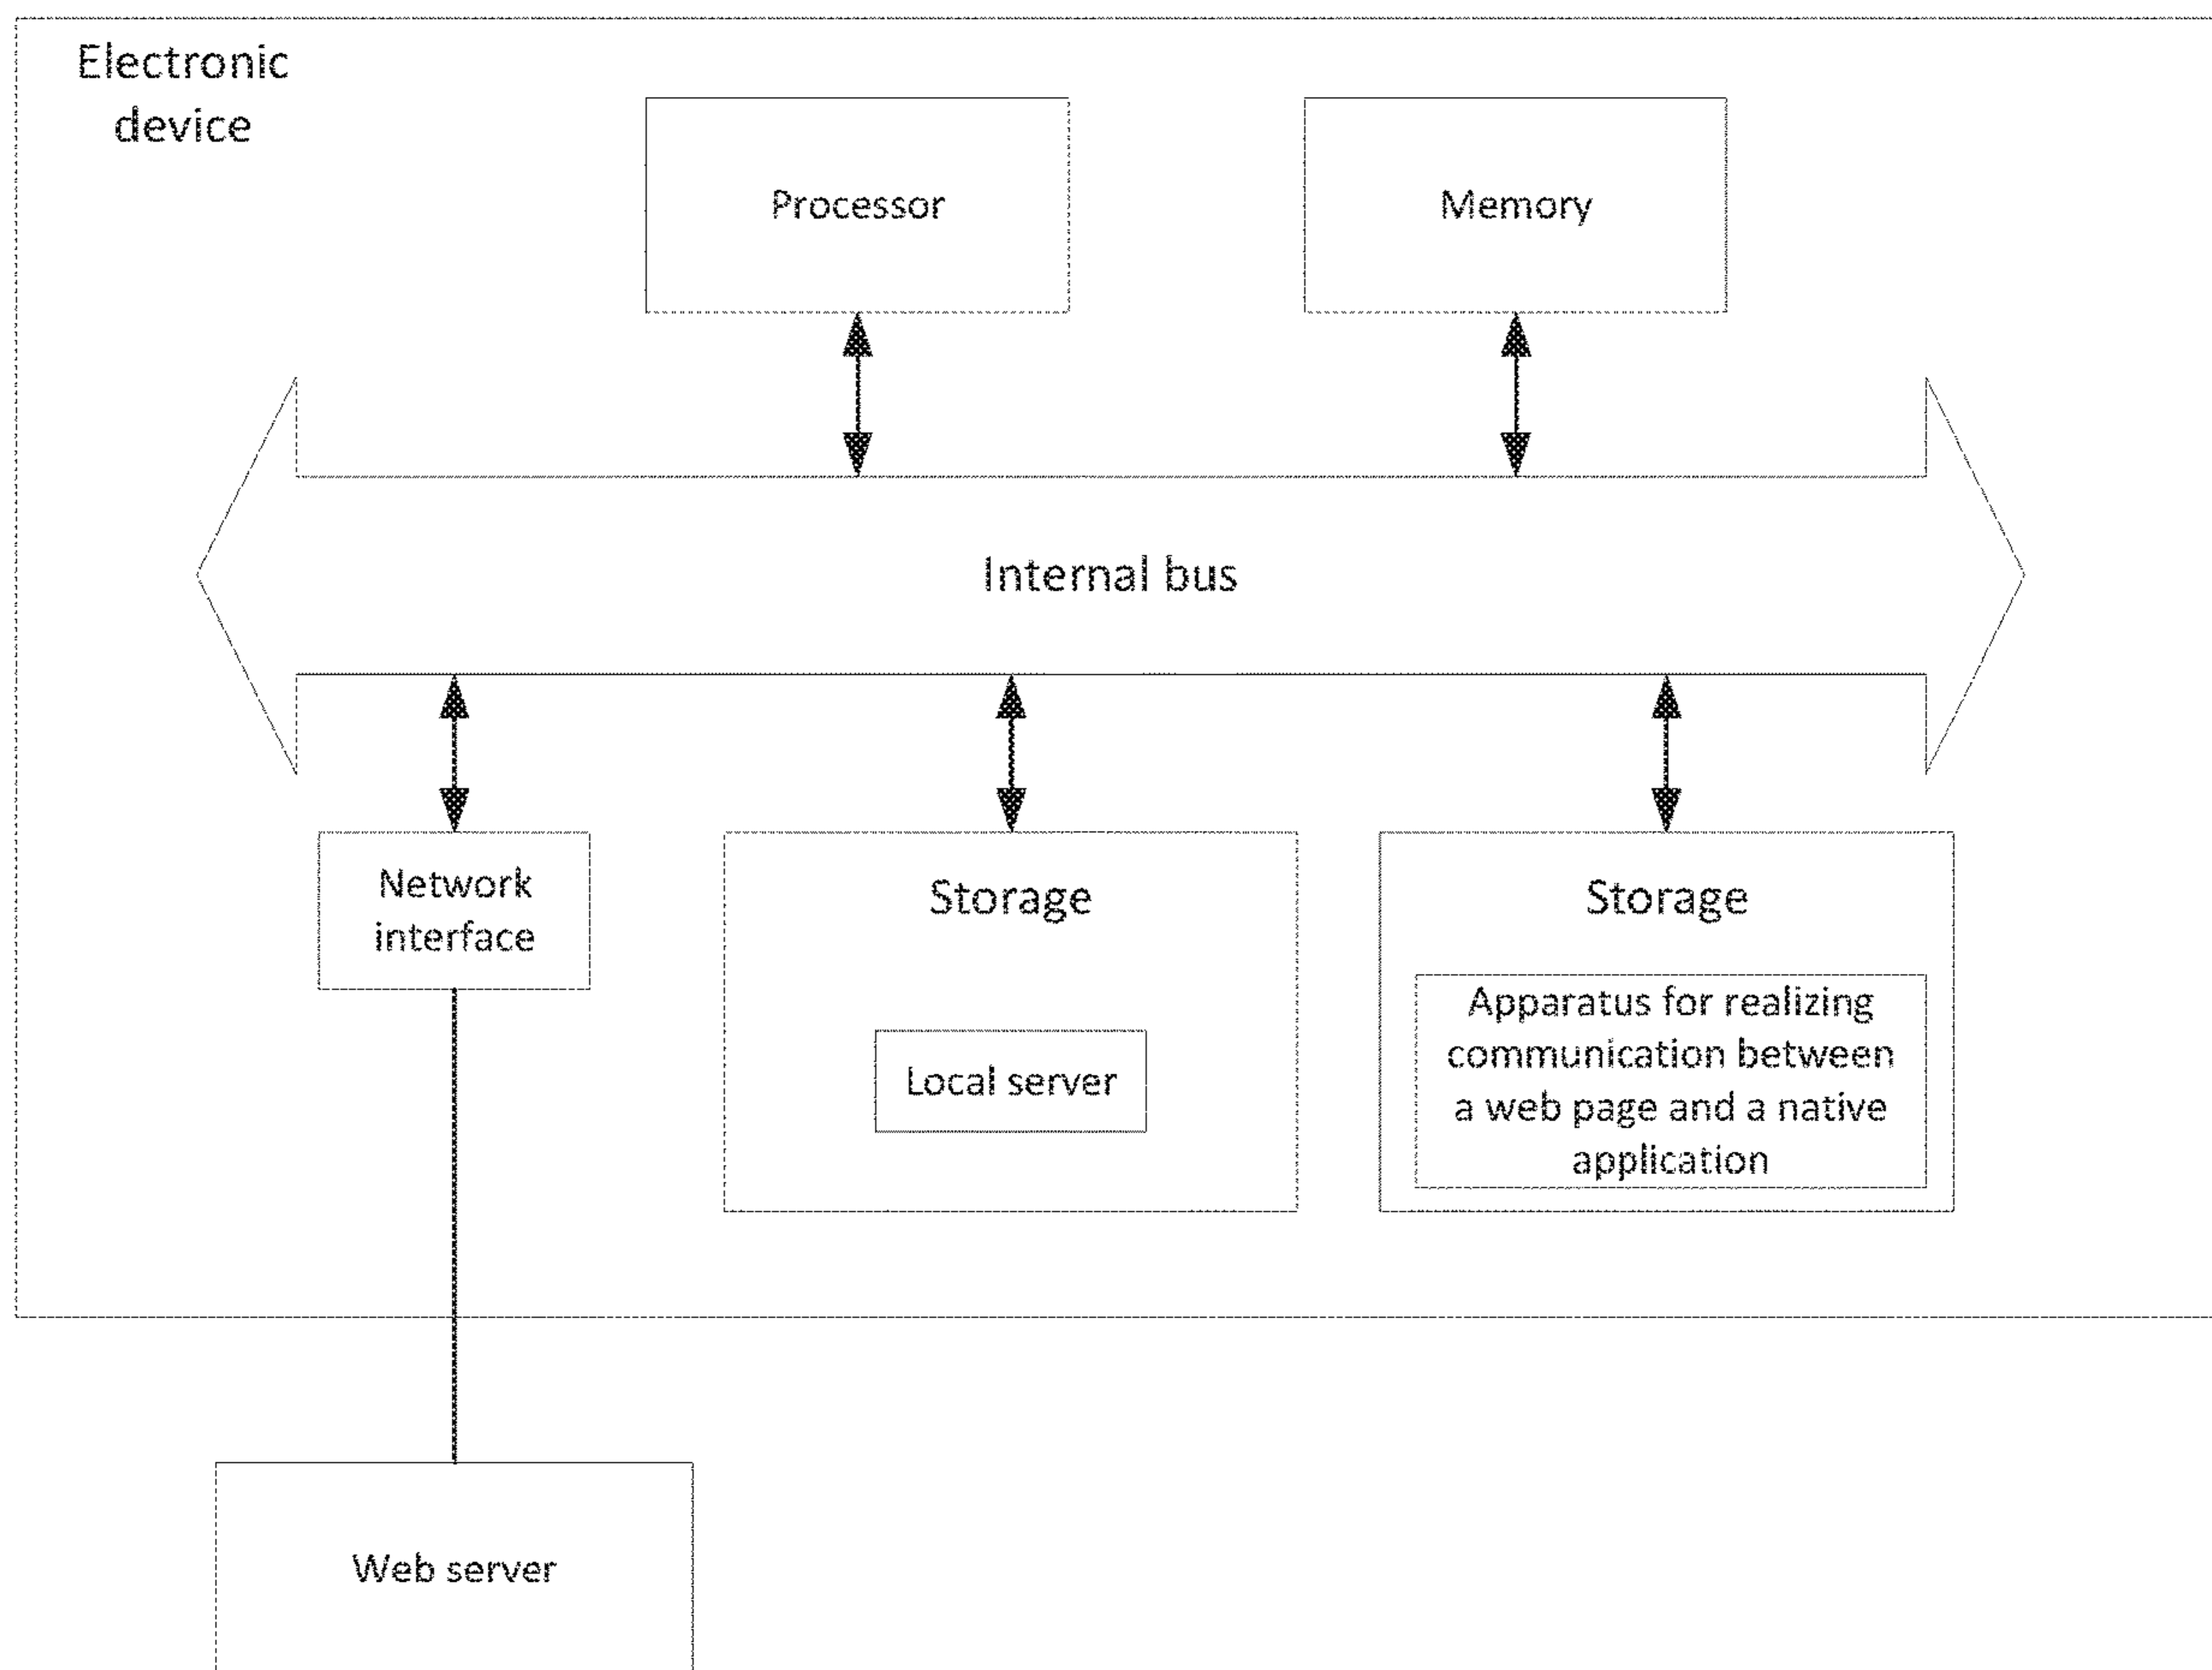 Electronic
device
Processor
Memory
Internal bus
Network
interface
Storage
Local server
Storage
Apparatus for realizing
communication between
a web page and a native
application
Web server